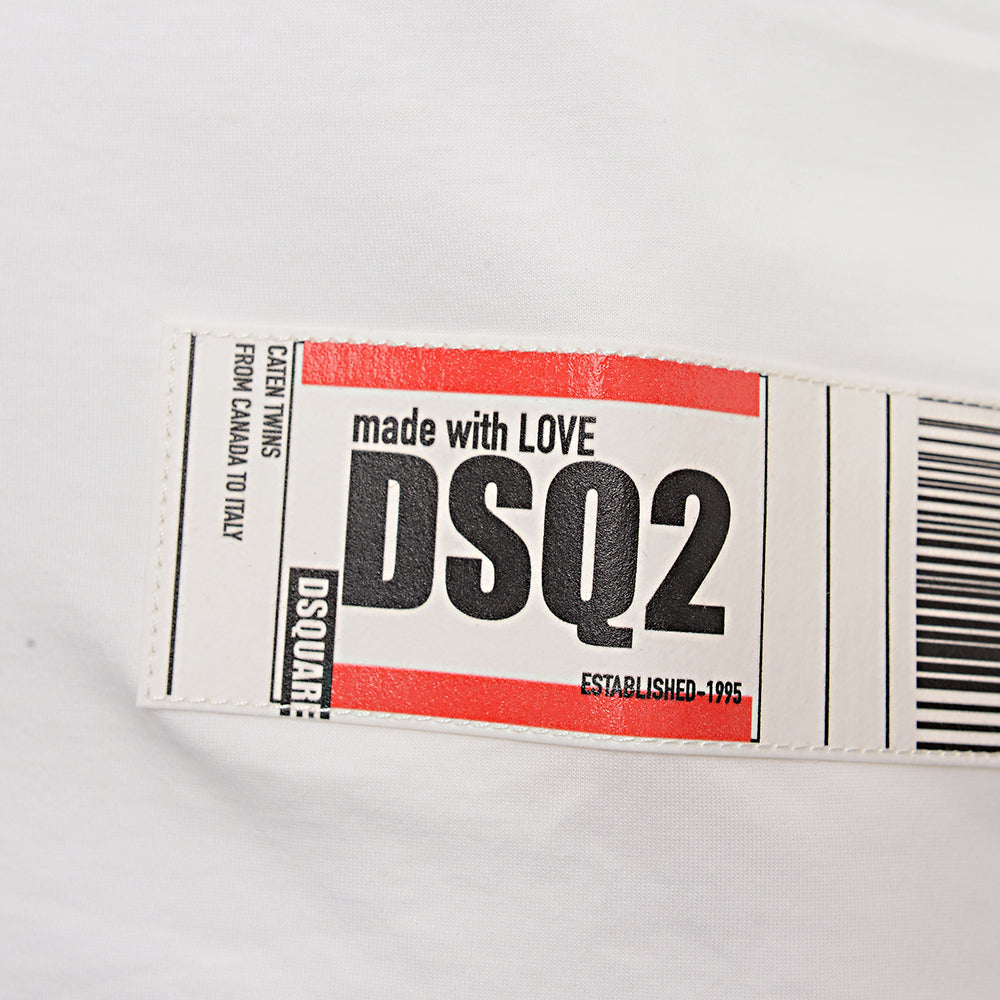 CATEN TWINS
FROM CANADA TO ITALY
made with LOVE
DSQ2
DSQUARE
ESTABLISHED-1995